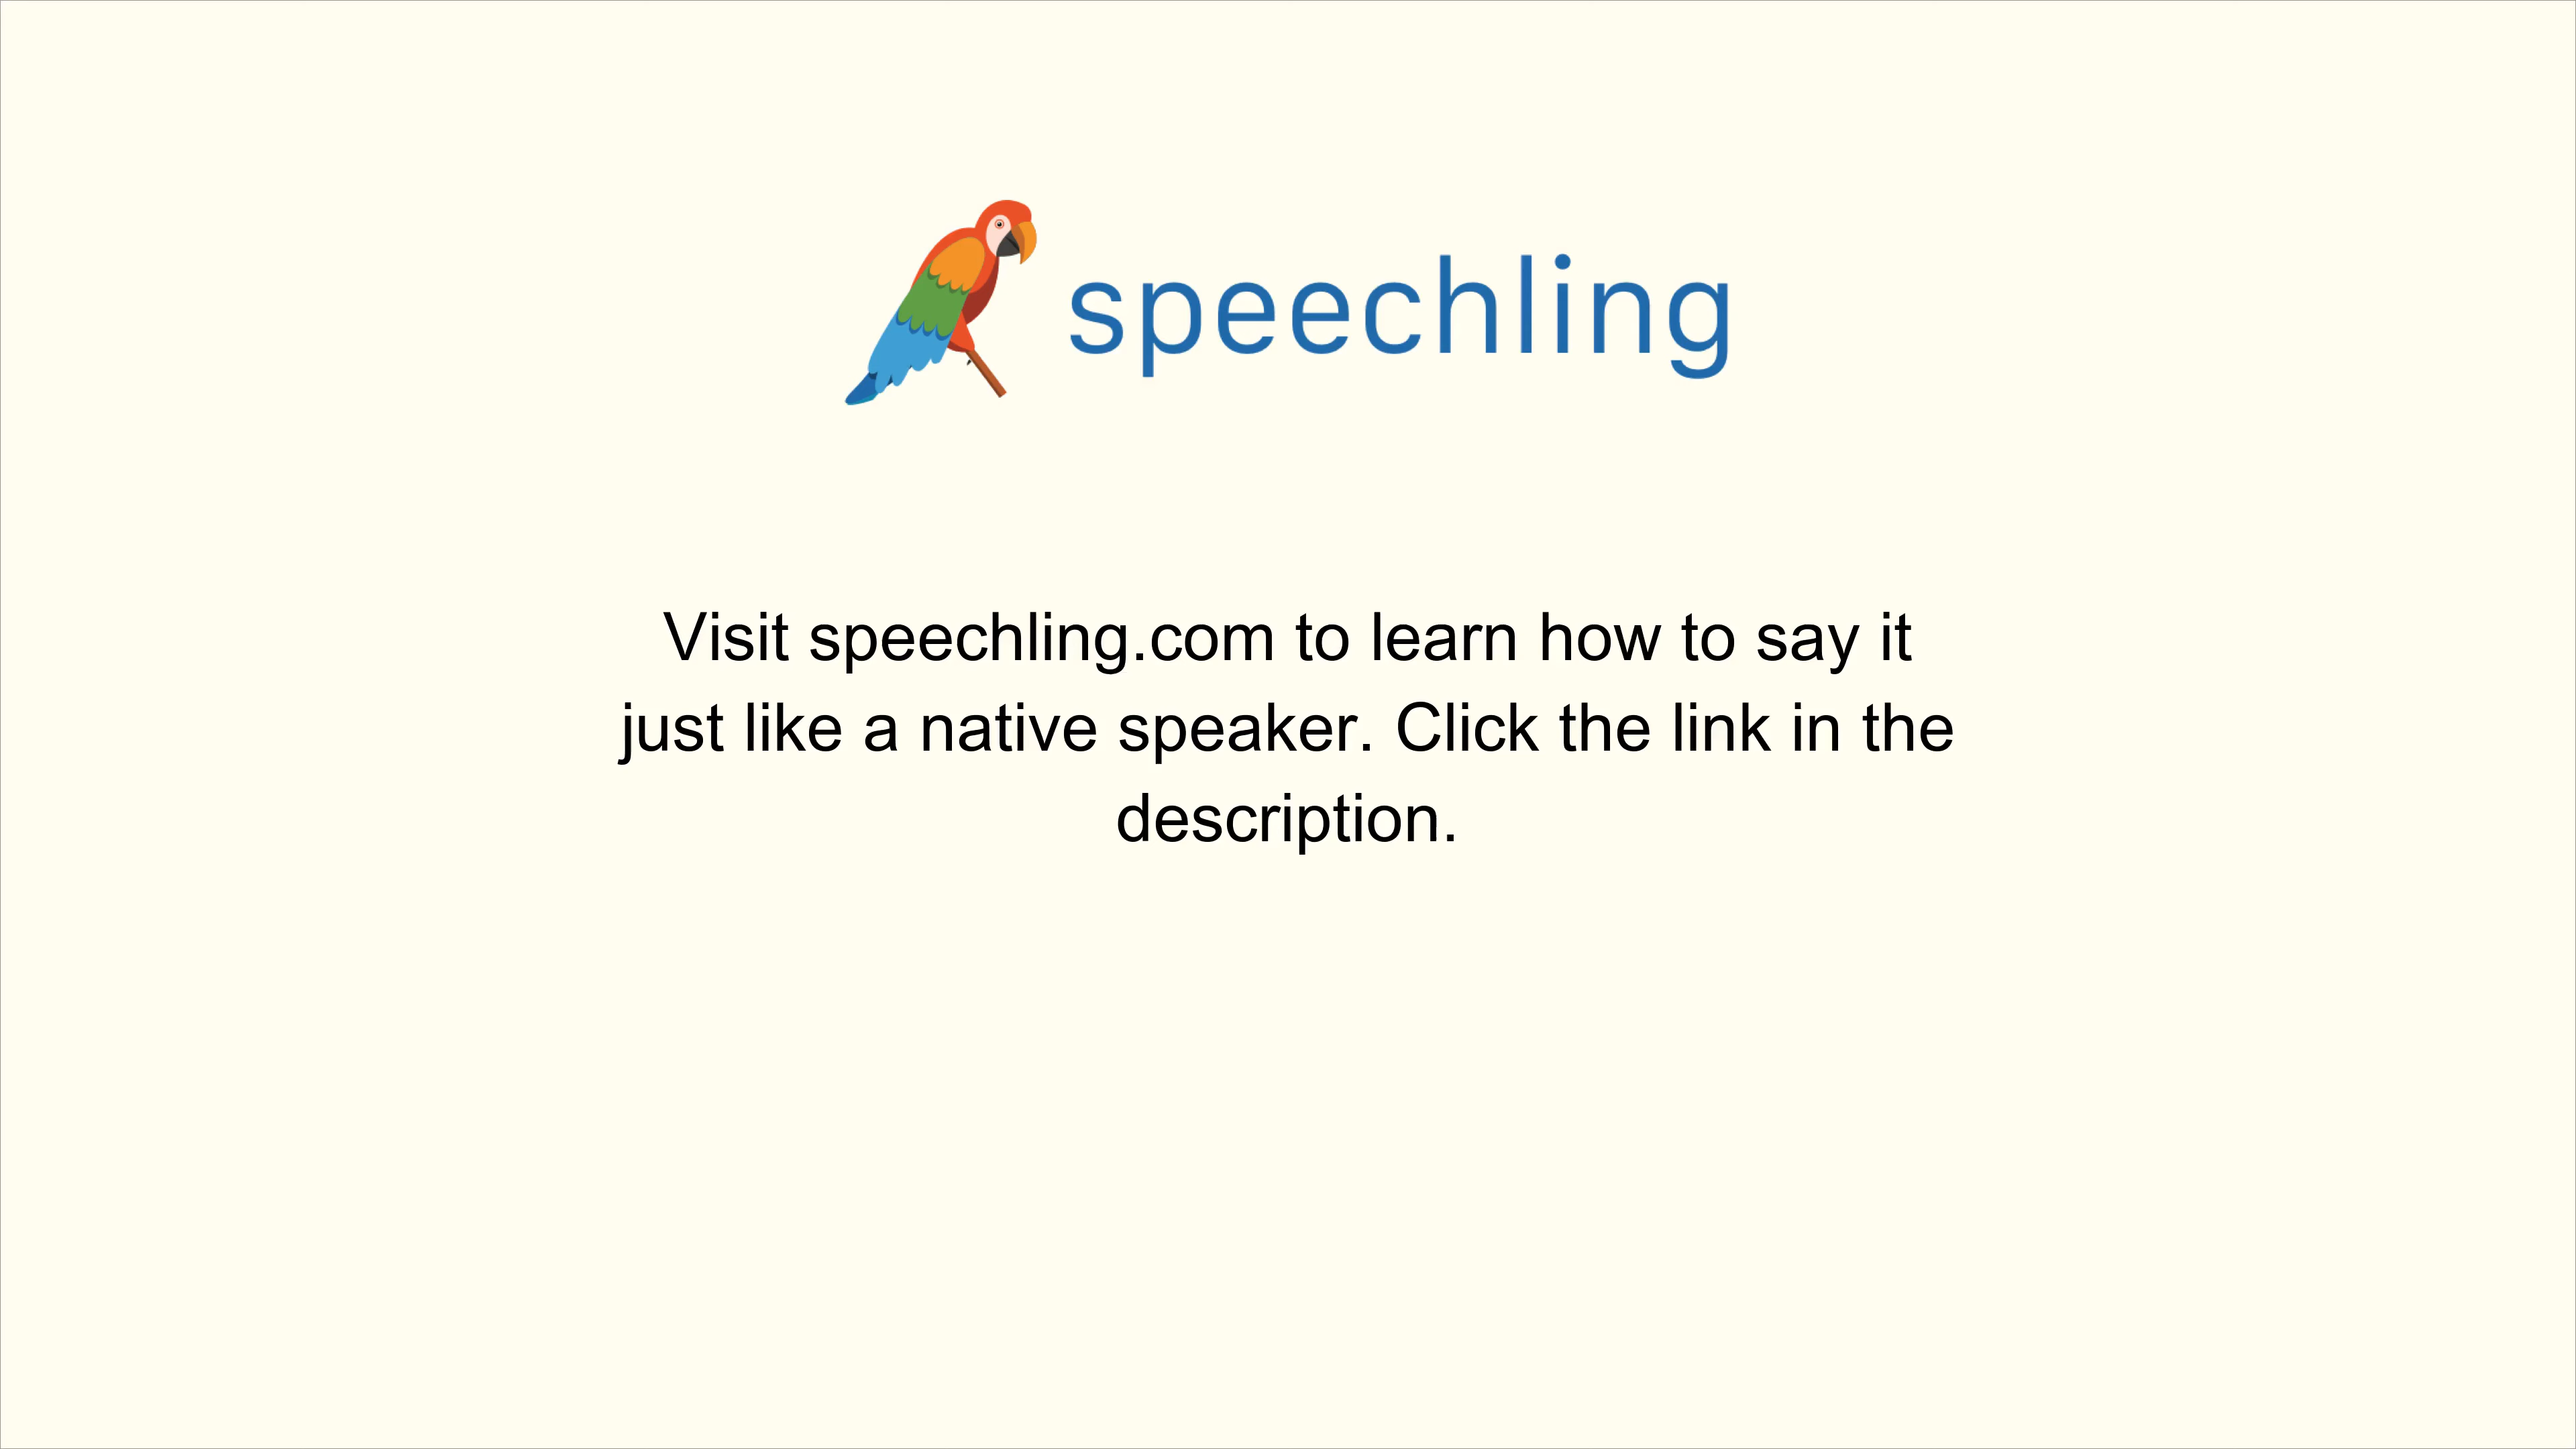 speechling
Visit speechling.com to learn how to say it
just like a native speaker. Click the link in the
description.